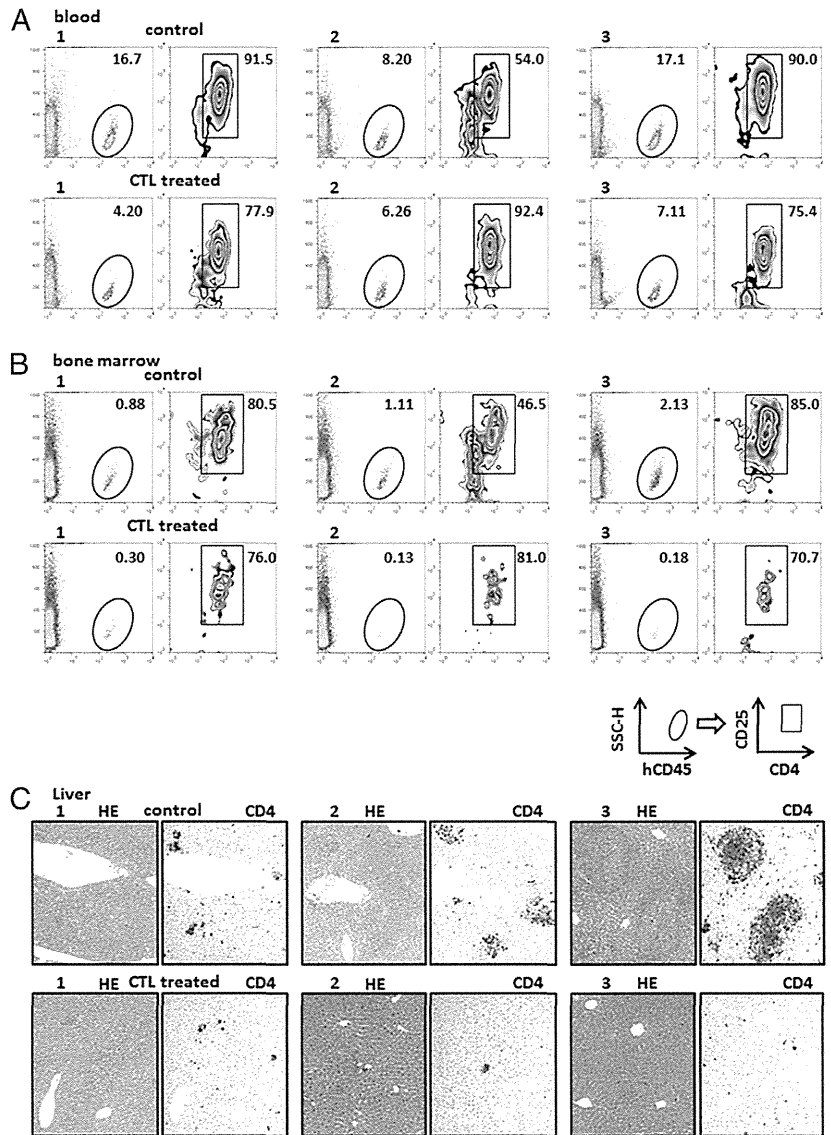 A blood
1 control 2 3
16.7 91.5 8.20 54.0 17.1 90.0
1 CTL treated 2 3
4.20 77.9 6.26 92.4 7.11 75.4
B bone marrow
1 control 2 3
0.88 80.5 1.11 46.5 2.13 85.0
1 CTL treated 2 3
0.30 76.0 0.13 81.0 0.18 70.7
SSC-H
hCD45
CD25
CD4
C Liver
1 HE control CD4 2 HE CD4 3 HE CD4
1 HE CTL treated CD4 2 HE CD4 3 HE CD4